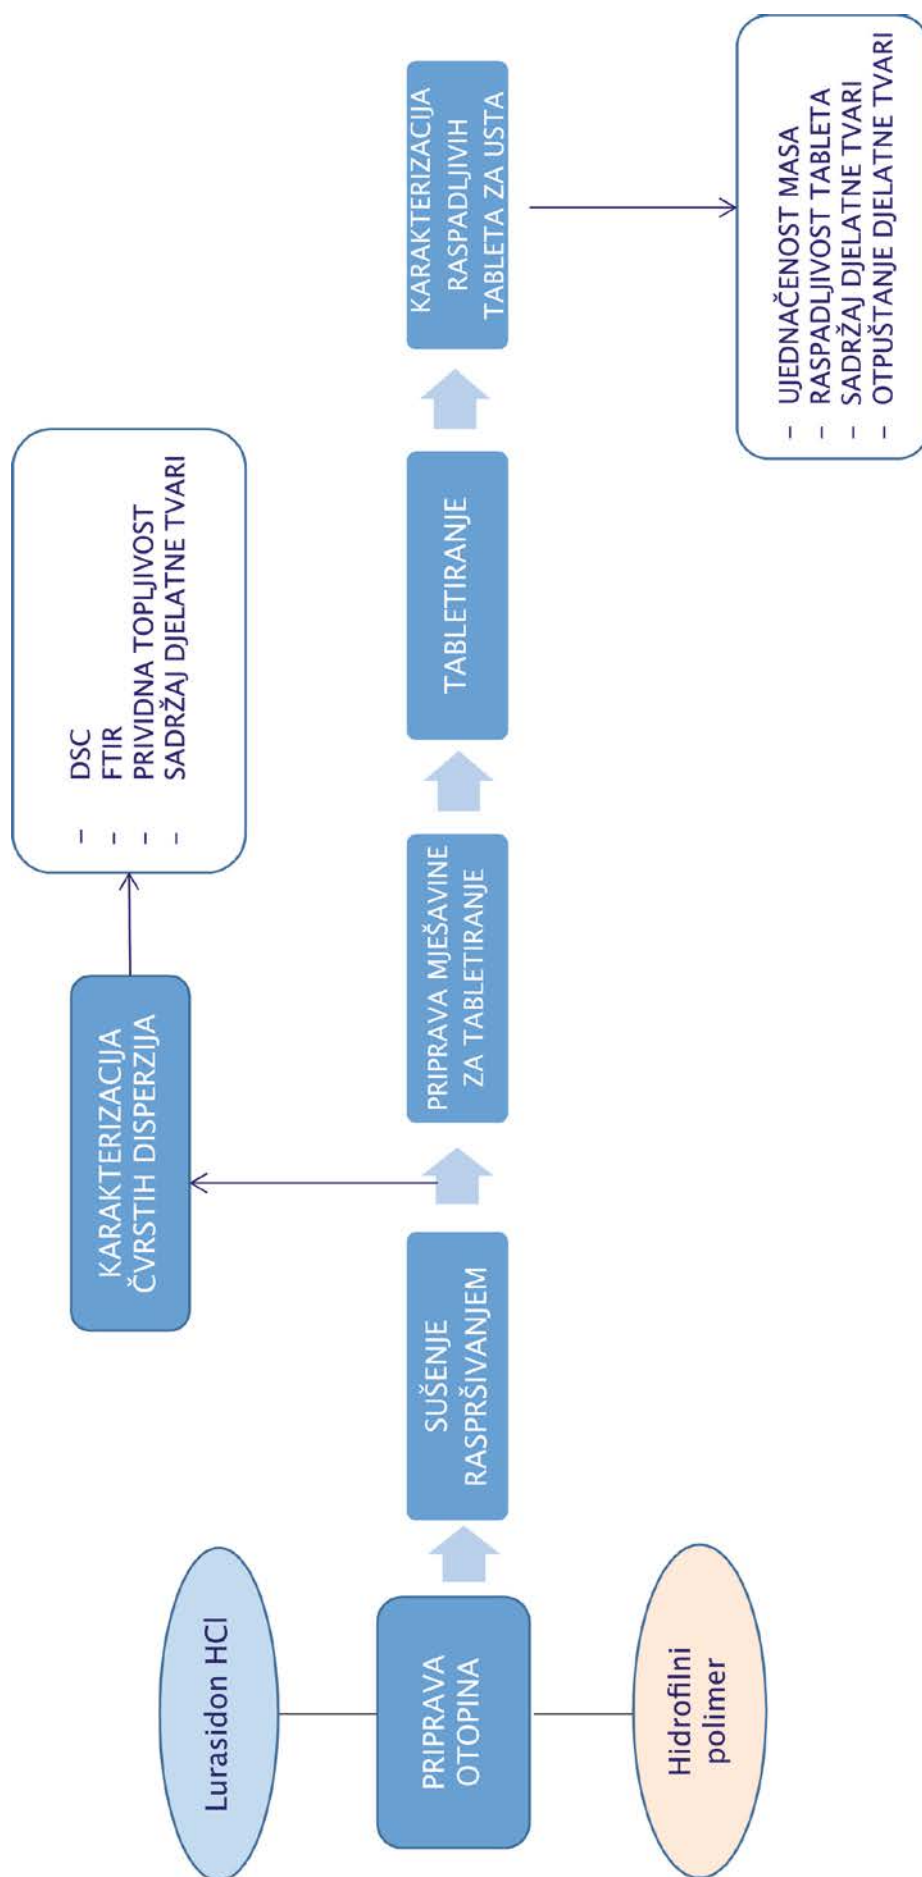 Lurasidon HCl
PRIPRAVA
OTOPINA
Hidrofilni
polimer
SUŠENJE
RASPRŠIVANJEM
KARAKTERIZACIJA
ČVRSTIH DISPERZIJA
- DSC
- FTIR
- PRIVIDNA TOPLJIVOST
- SADRŽAJ DJELATNE TVARI
PRIPRAVA MJEŠAVINE
ZA TABLETIRANJE
TABLETIRANJE
KARAKTERIZACIJA
RASPADLJIVIH
TABLETA ZA USTA
- UJEDNAČENOST MASA
- RASPADLJIVOST TABLETA
- SADRŽAJ DJELATNE TVARI
- OTPUŠTANJE DJELATNE TVARI